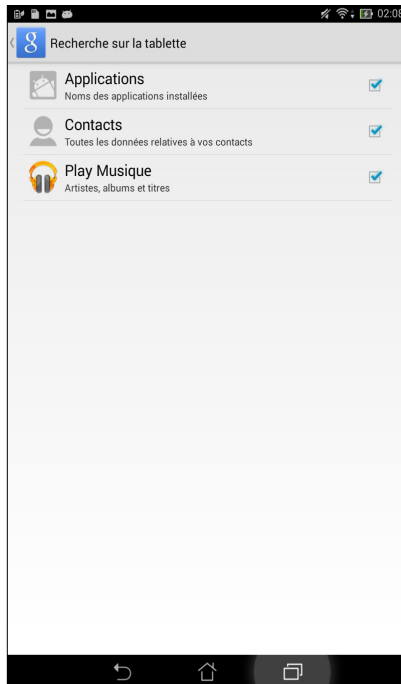 02:08
Recherche sur la tablette
Applications
Noms des applications installées
Contacts
Toutes les données relatives à vos contacts
Play Musique
Artistes, albums et titres